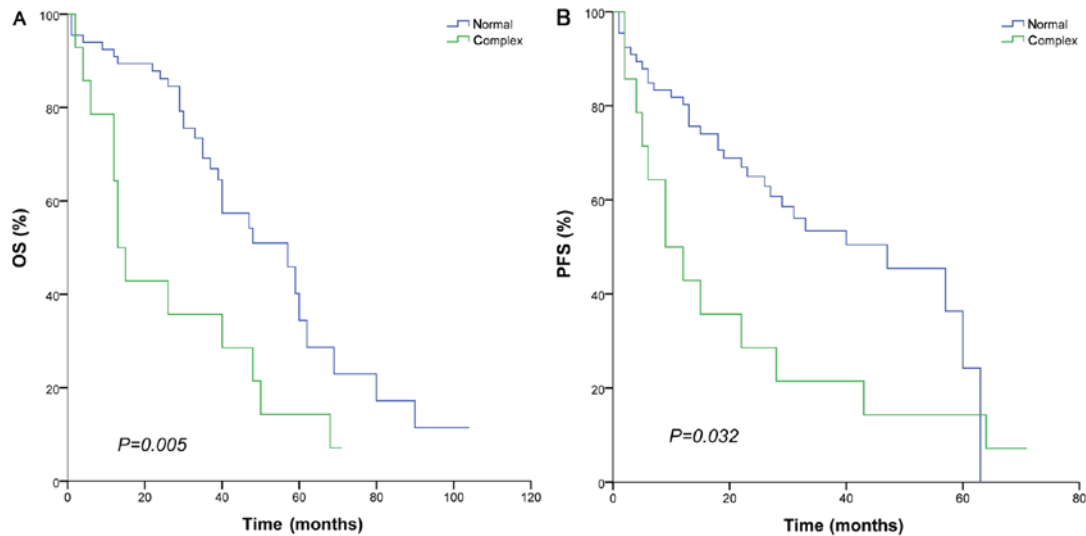 A
Normal
Complex
100
80
60
40
20
0
OS (%)
P=0.005
0 20 40 60 80 100 120
Time (months)
B
Normal
Complex
100
80
60
40
20
0
PFS (%)
P=0.032
0 20 40 60 80
Time (months)